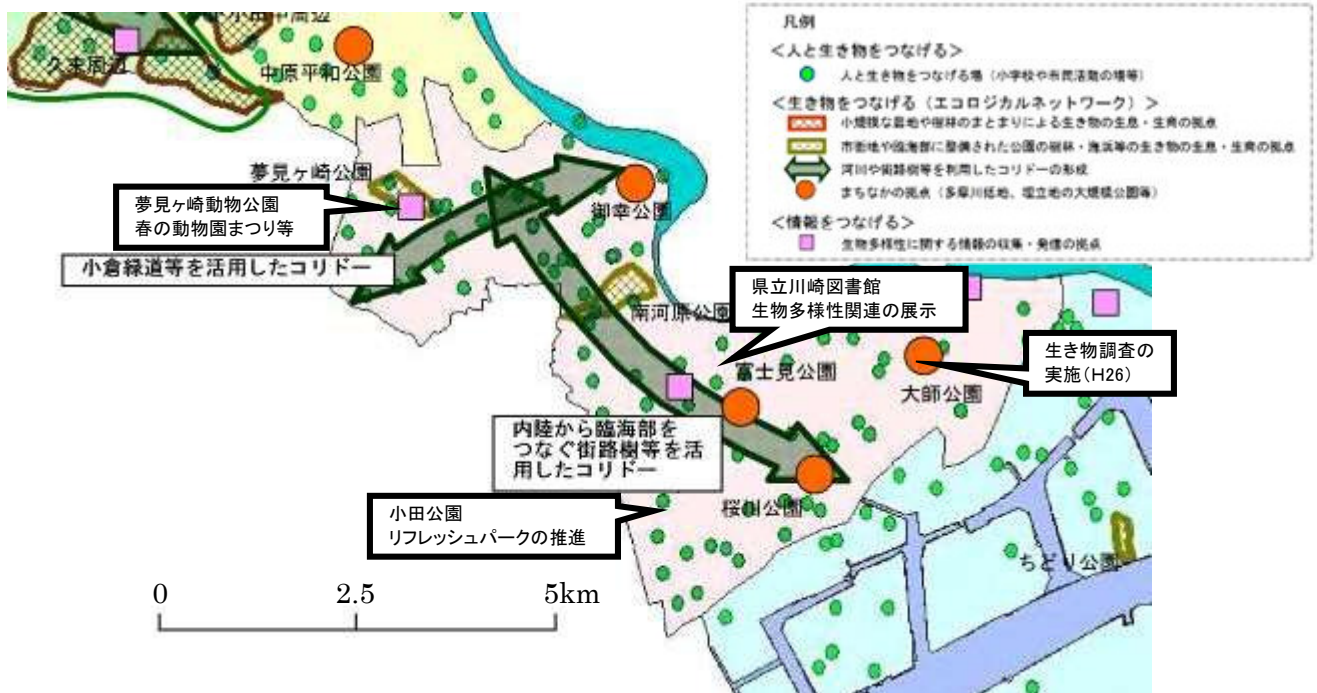 小田中周辺
久末周辺
中原平和公園
凡例
＜人と生き物をつなげる＞
人と生き物をつなげる場（小学校や市民活動の場等）
＜生き物をつなげる（エコロジカルネットワーク）＞
小規模な農地や樹林のまとまりによる生き物の生息・生育の拠点
市街地や臨海部に整備された公園の樹林・海浜等の生き物の生息・生育の拠点
河川や街路樹等を利用したコリドーの形成
まちなかの拠点（多摩川低地、埋立地の大規模公園等）
＜情報をつなげる＞
生物多様性に関する情報の収集・発信の拠点
夢見ヶ崎公園
夢見ヶ崎動物公園
春の動物園まつり等
御幸公園
小倉緑道等を活用したコリドー
南河原公園
県立川崎図書館
生物多様性関連の展示
富士見公園
大師公園
生き物調査の
実施（H26）
内陸から臨海部を
つなぐ街路樹等を活
用したコリドー
桜川公園
小田公園
リフレッシュパークの推進
ちどり公園
0 2.5 5km